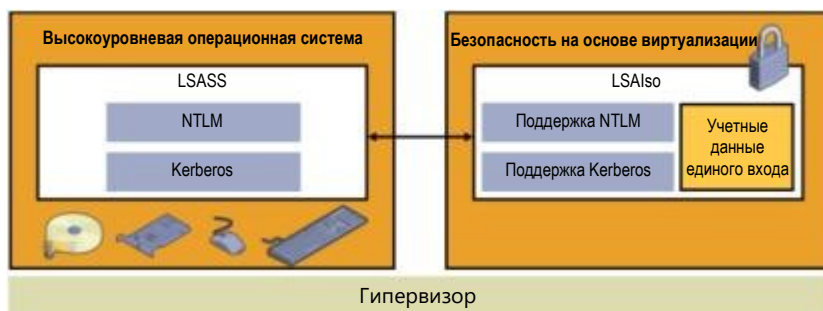 Высокоуровневая операционная система
LSASS
NTLM
Kerberos
Безопасность на основе виртуализации
LSAIso
Поддержка NTLM
Поддержка Kerberos
Учетные
данные
единого входа
Гипервизор